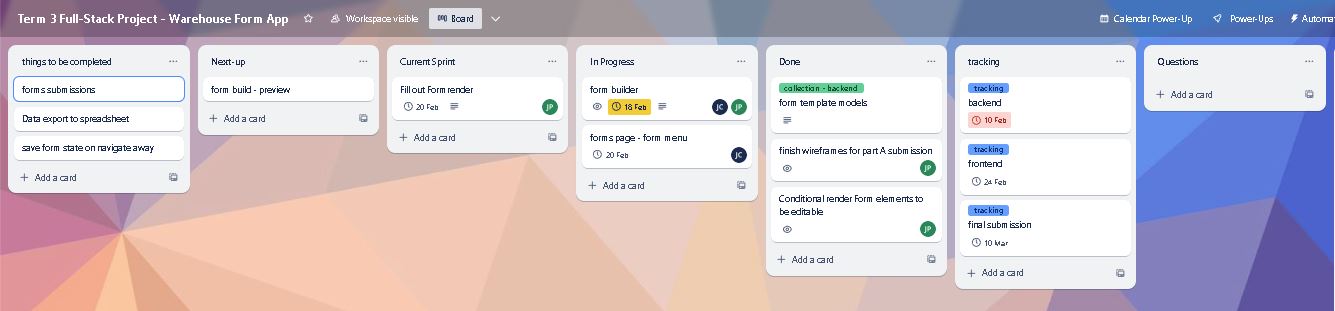 Term 3 Full-Stack Project - Warehouse Form App
Workspace visible
Board
Calendar Power-Up
Power-Ups
Automa
things to be completed
forms submissions
Data export to spreadsheet
save form state on navigate away
Add a card
Next-up
form build - preview
Add a card
Current Sprint
Fill out Form render
20 Feb
JP
Add a card
In Progress
form builder
18 Feb
JC
JP
forms page - form menu
20 Feb
JC
Add a card
Done
collection - backend
form template models
finish wireframes for part A submission
JP
Conditional render Form elements to
be editable
JP
Add a card
tracking
tracking
backend
10 Feb
tracking
frontend
24 Feb
tracking
final submission
10 Mar
Add a card
Questions
Add a card